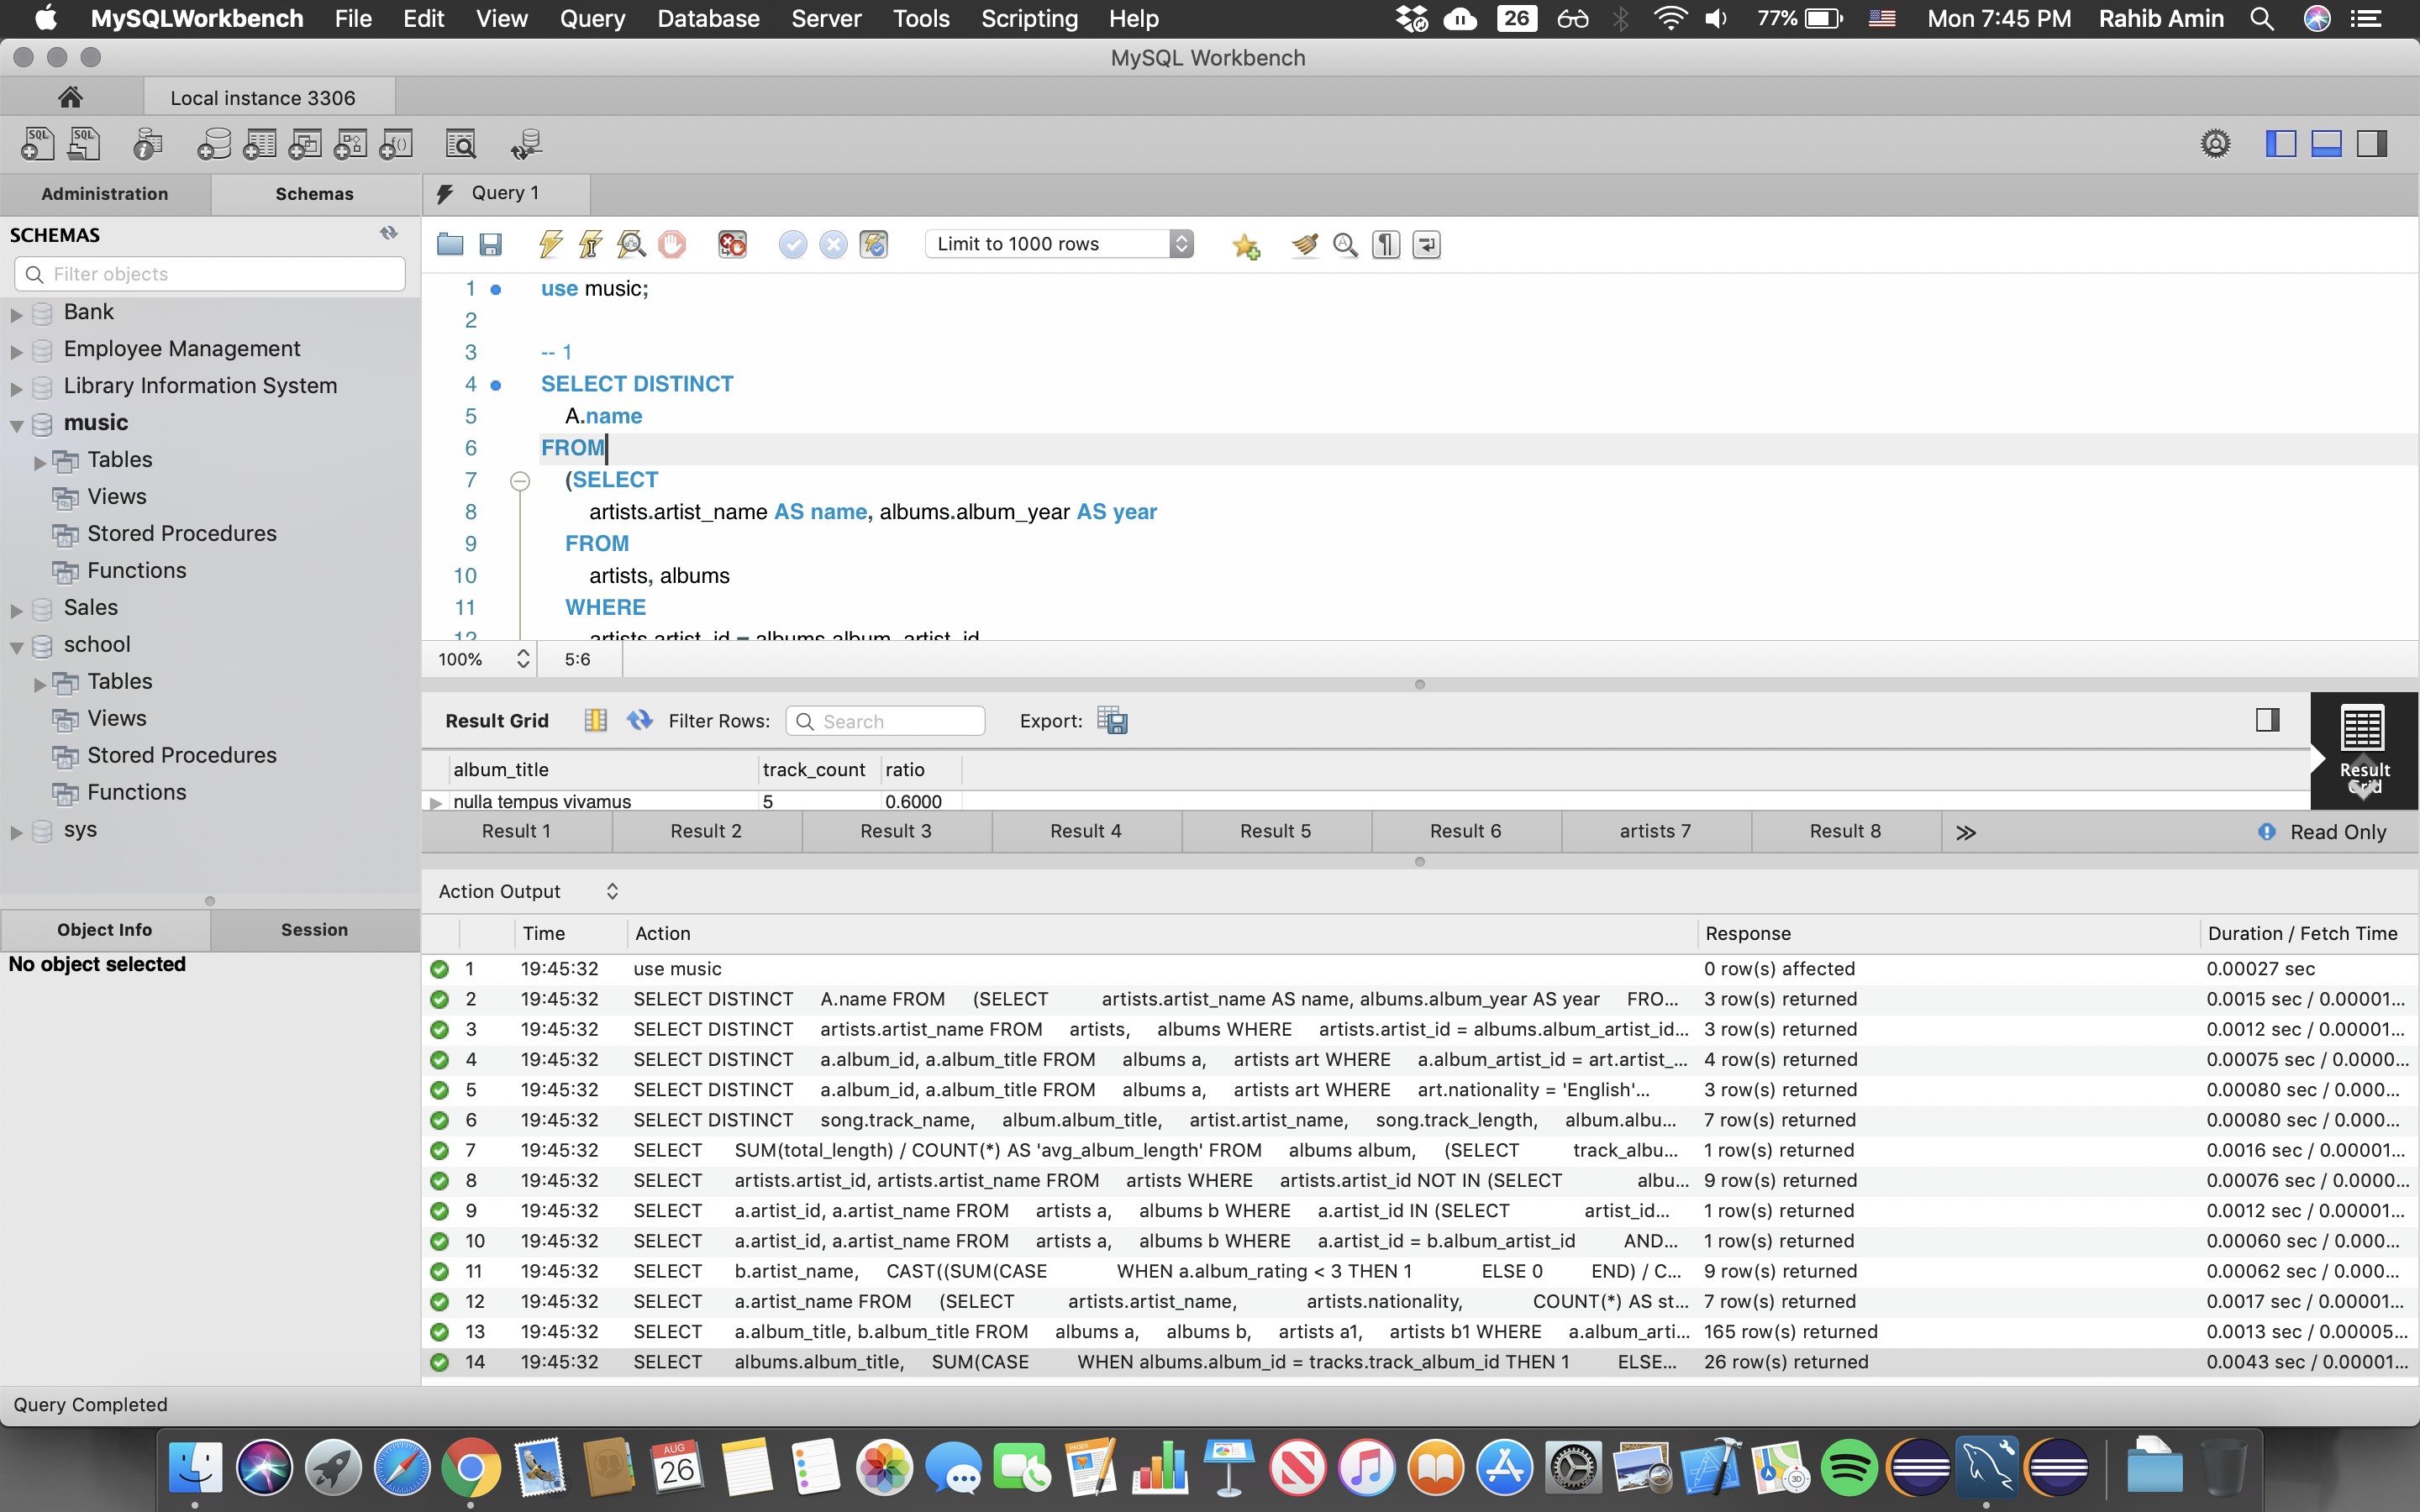 MySQLWorkbench File Edit View Query Database Server Tools Scripting Help 26 77% Mon 7:45 PM Rahib Amin
MySQL Workbench
Local instance 3306
Administration Schemas
Query 1
SCHEMAS
Filter objects
Bank
Employee Management
Library Information System
music
Tables
Views
Stored Procedures
Functions
Sales
school
Tables
Views
Stored Procedures
Functions
sys
Object Info Session
No object selected
Limit to 1000 rows
1 use music;
2
3 -- 1
4 SELECT DISTINCT
5 A.name
6 FROM
7 (SELECT
8 artists.artist_name AS name, albums.album_year AS year
9 FROM
10 artists, albums
11 WHERE
12 artists.artist_id = albums.album_artist_id
100% 5:6
Result Grid Filter Rows: Search Export:
Result Grid
album_title track_count ratio
nulla tempus vivamus 5 0.6000
Result 1 Result 2 Result 3 Result 4 Result 5 Result 6 artists 7 Result 8 Read Only
Action Output
Time Action Response Duration / Fetch Time
1 19:45:32 use music 0 row(s) affected 0.00027 sec
2 19:45:32 SELECT DISTINCT A.name FROM (SELECT artists.artist_name AS name, albums.album_year AS year FRO... 3 row(s) returned 0.0015 sec / 0.00001...
3 19:45:32 SELECT DISTINCT artists.artist_name FROM artists, albums WHERE artists.artist_id = albums.album_artist_id... 3 row(s) returned 0.0012 sec / 0.00001...
4 19:45:32 SELECT DISTINCT a.album_id, a.album_title FROM albums a, artists art WHERE a.album_artist_id = art.artist_... 4 row(s) returned 0.00075 sec / 0.0000...
5 19:45:32 SELECT DISTINCT a.album_id, a.album_title FROM albums a, artists art WHERE art.nationality = 'English'... 3 row(s) returned 0.00080 sec / 0.000...
6 19:45:32 SELECT DISTINCT song.track_name, album.album_title, artist.artist_name, song.track_length, album.albu... 7 row(s) returned 0.00080 sec / 0.000...
7 19:45:32 SELECT SUM(total_length) / COUNT(*) AS 'avg_album_length' FROM albums album, (SELECT track_albu... 1 row(s) returned 0.0016 sec / 0.00001...
8 19:45:32 SELECT artists.artist_id, artists.artist_name FROM artists WHERE artists.artist_id NOT IN (SELECT albu... 9 row(s) returned 0.00076 sec / 0.0000...
9 19:45:32 SELECT a.artist_id, a.artist_name FROM artists a, albums b WHERE a.artist_id IN (SELECT artist_id... 1 row(s) returned 0.0012 sec / 0.00001...
10 19:45:32 SELECT a.artist_id, a.artist_name FROM artists a, albums b WHERE a.artist_id = b.album_artist_id AND... 1 row(s) returned 0.00060 sec / 0.000...
11 19:45:32 SELECT b.artist_name, CAST((SUM(CASE WHEN a.album_rating < 3 THEN 1 ELSE 0 END) / C... 9 row(s) returned 0.00062 sec / 0.000...
12 19:45:32 SELECT a.artist_name FROM (SELECT artists.artist_name, artists.nationality, COUNT(*) AS st... 7 row(s) returned 0.0017 sec / 0.00001...
13 19:45:32 SELECT a.album_title, b.album_title FROM albums a, albums b, artists a1, artists b1 WHERE a.album_arti... 165 row(s) returned 0.0013 sec / 0.00005...
14 19:45:32 SELECT albums.album_title, SUM(CASE WHEN albums.album_id = tracks.track_album_id THEN 1 ELSE... 26 row(s) returned 0.0043 sec / 0.00001...
Query Completed
AUG
26
PAGES
3D